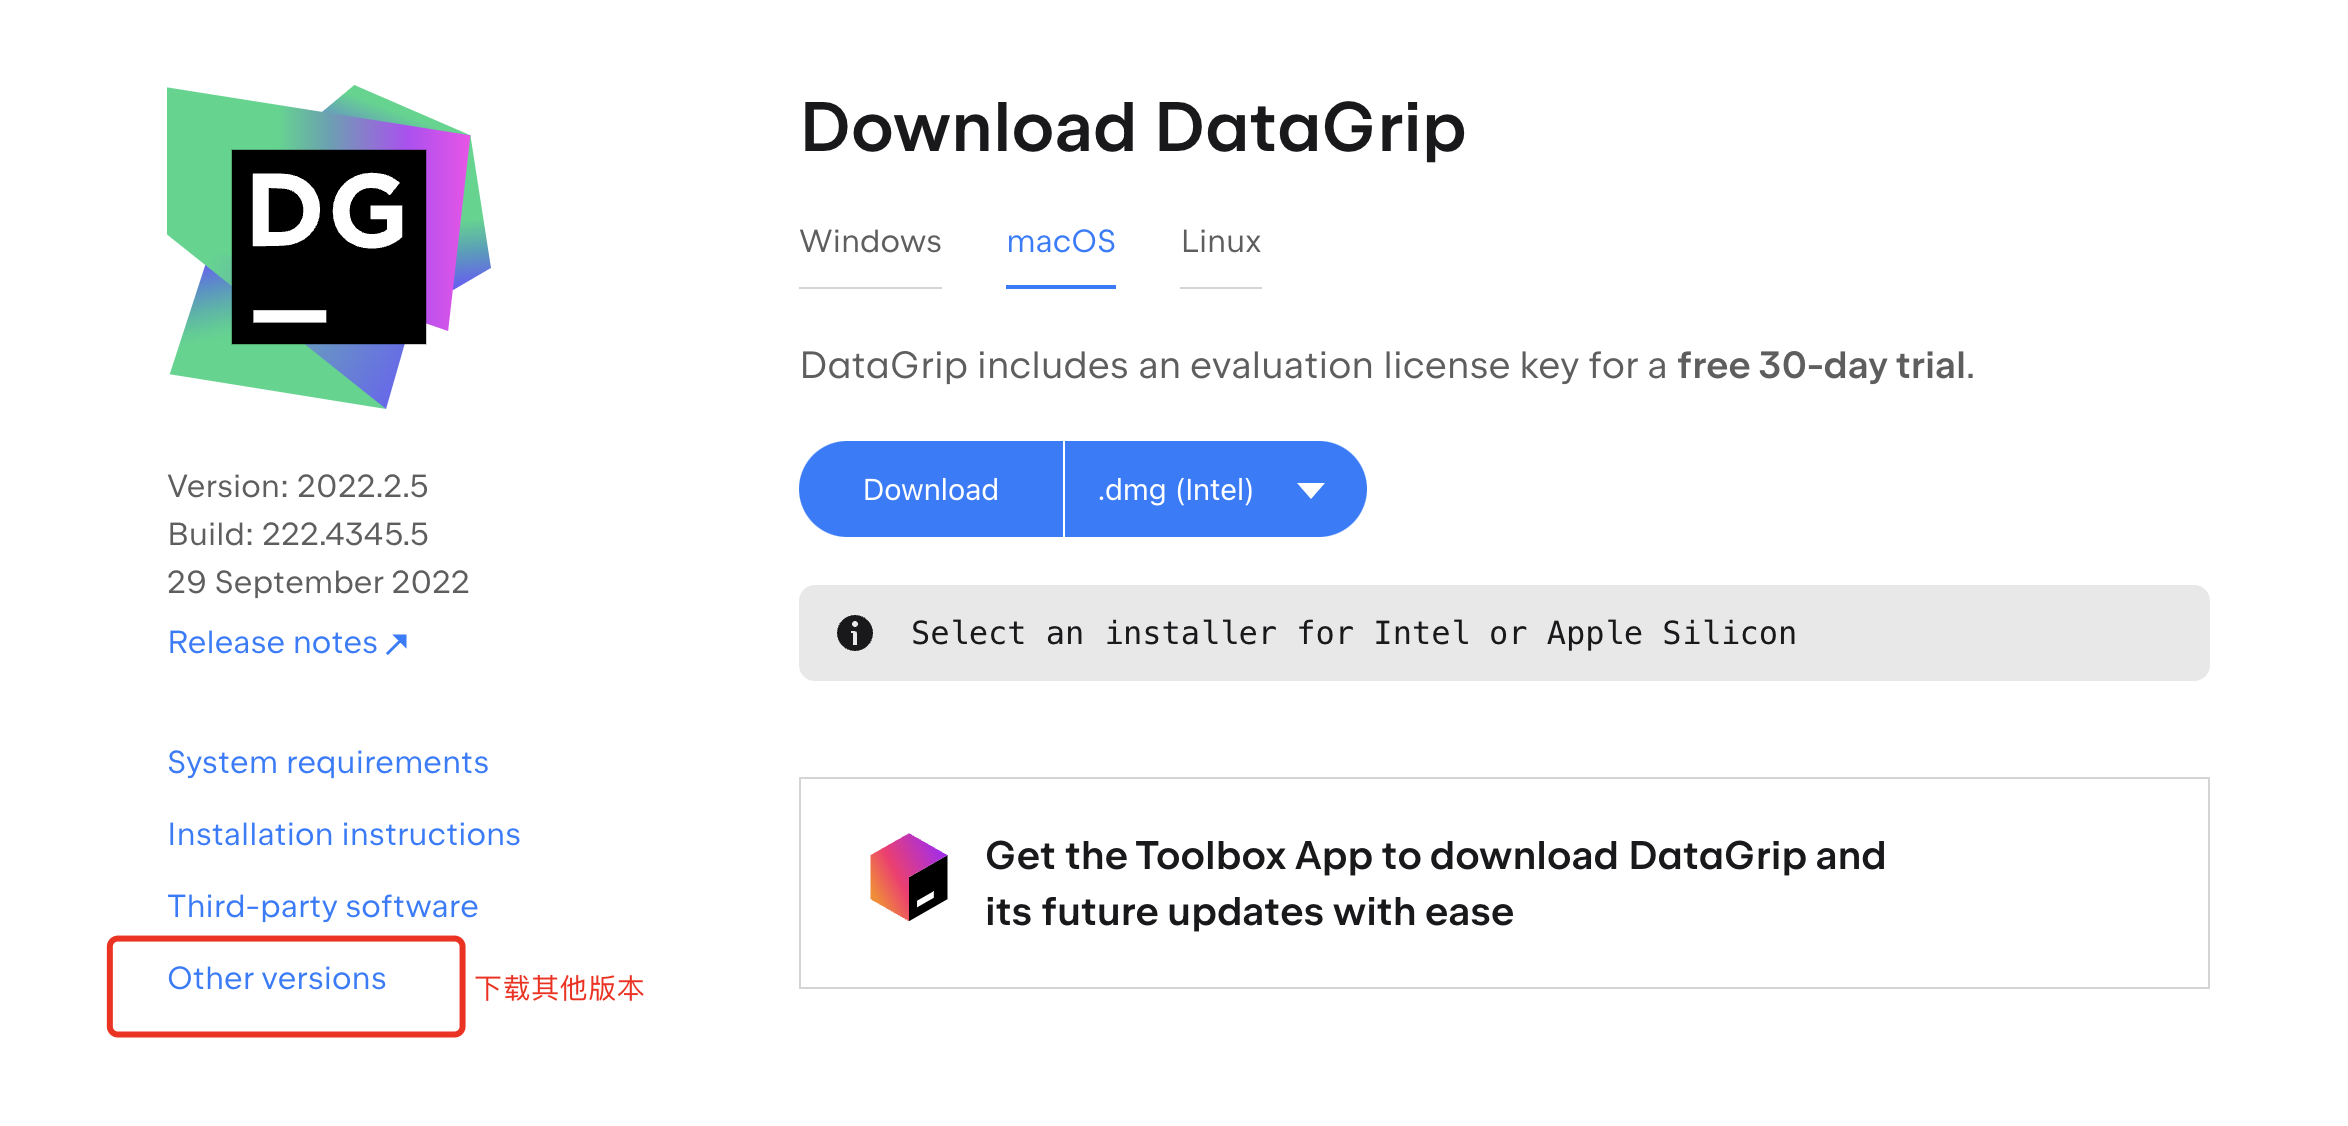 DG
Version: 2022.2.5
Build: 222.4345.5
29 September 2022
Release notes ↗
System requirements
Installation instructions
Third-party software
Other versions
下载其他版本
Download DataGrip
Windows
macOS
Linux
DataGrip includes an evaluation license key for a free 30-day trial.
Download
.dmg (Intel)
Select an installer for Intel or Apple Silicon
Get the Toolbox App to download DataGrip and
its future updates with ease